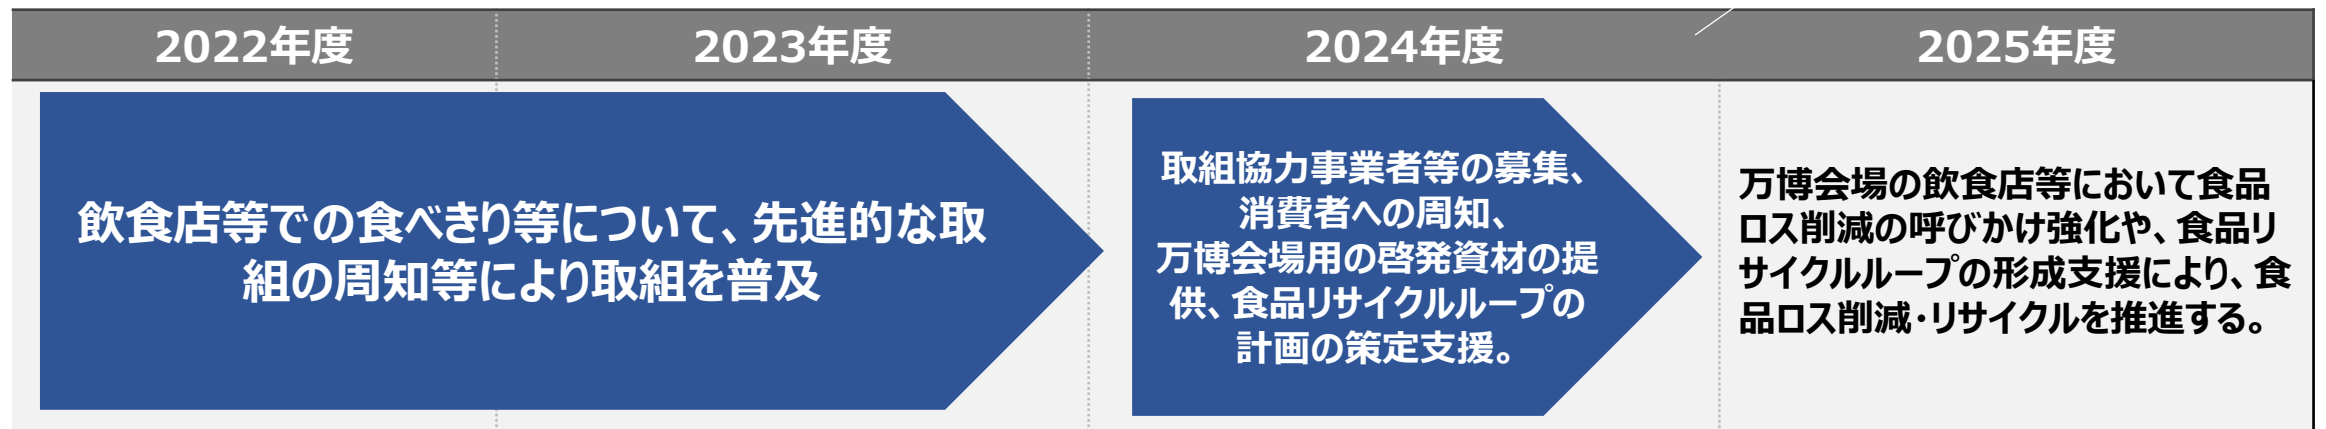 2022年度
2023年度
2024年度
2025年度
飲食店等での食べきり等について、先進的な取
組の周知等により取組を普及
取組協力事業者等の募集、
消費者への周知、
万博会場用の啓発資材の提
供、食品リサイクルループの
計画の策定支援。
万博会場の飲食店等において食品
ロス削減の呼びかけ強化や、食品リ
サイクルループの形成支援により、食
品ロス削減・リサイクルを推進する。